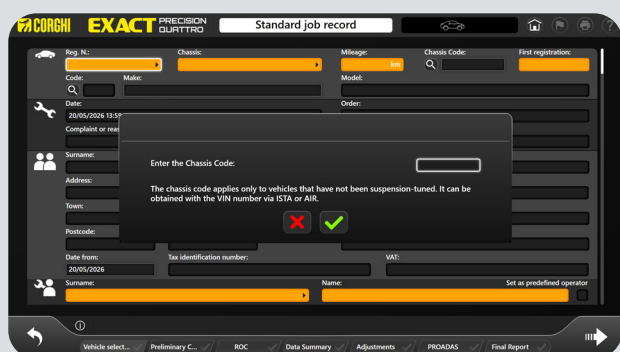 CORGHI EXACT PRECISION QUATTRO Standard job record
Reg. N.: Chassis: Mileage: Chassis Code: First registration:
km
Code: Make: Model:
Date: Order:
20/05/2026 13:59
Complaint or reas
Enter the Chassis Code:
Surname:
The chassis code applies only to vehicles that have not been suspension-tuned. It can be
obtained with the VIN number via ISTA or AIR.
Address:
Town:
Postcode:
Date from: Tax identification number: VAT:
20/05/2026
Surname: Name: Set as predefined operator
Vehicle select... Preliminary C... ROC Data Summary Adjustments PROADAS Final Report